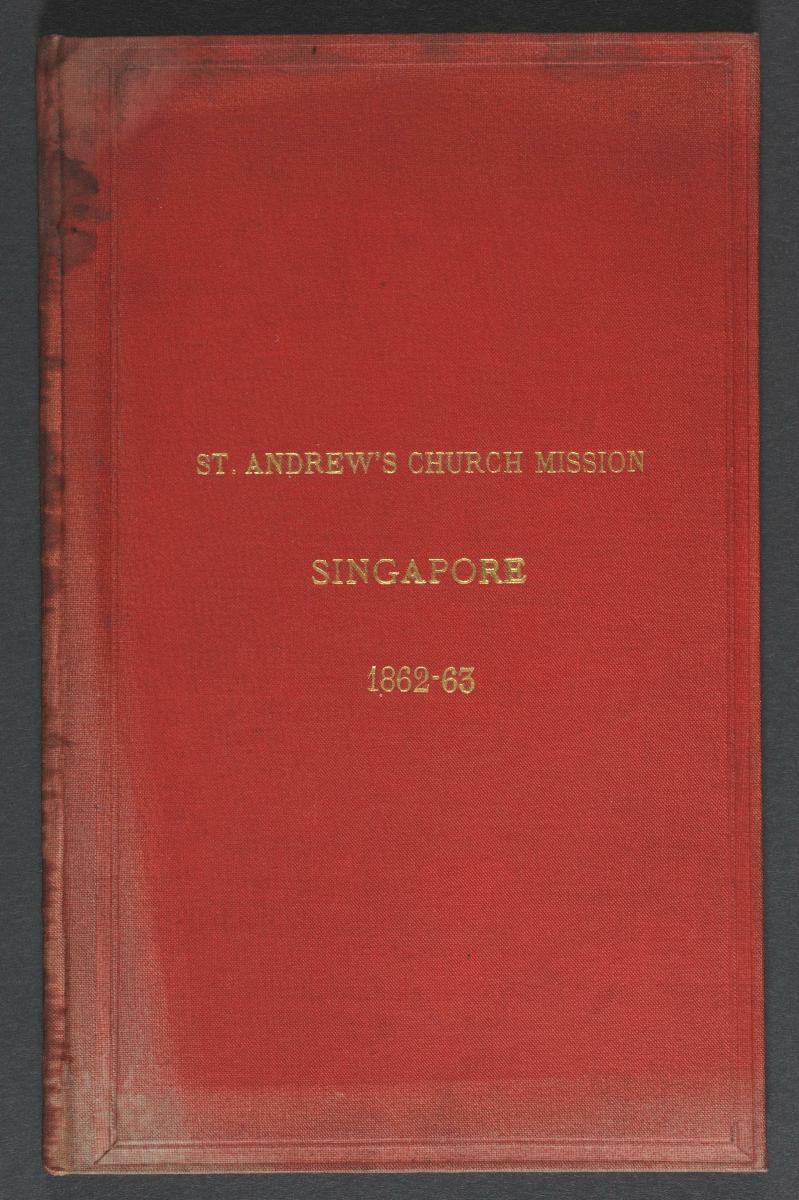 ST. ANDREW'S CHURCH MISSION
SINGAPORE
1862-63